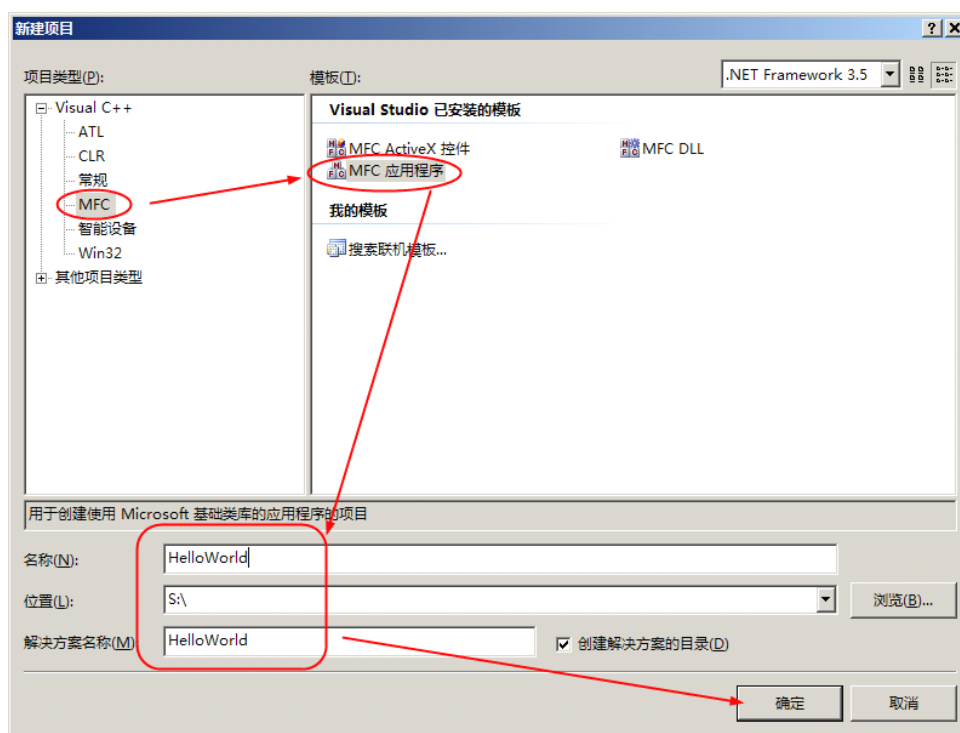 新建项目
项目类型(P):
模板(T):
.NET Framework 3.5
Visual C++
ATL
CLR
常规
MFC
智能设备
Win32
其他项目类型
Visual Studio 已安装的模板
MFC ActiveX 控件
MFC DLL
MFC 应用程序
我的模板
搜索联机模板...
用于创建使用 Microsoft 基础类库的应用程序的项目
名称(N):
HelloWorld
位置(L):
S:\
浏览(B)...
解决方案名称(M)
HelloWorld
创建解决方案的目录(D)
确定
取消